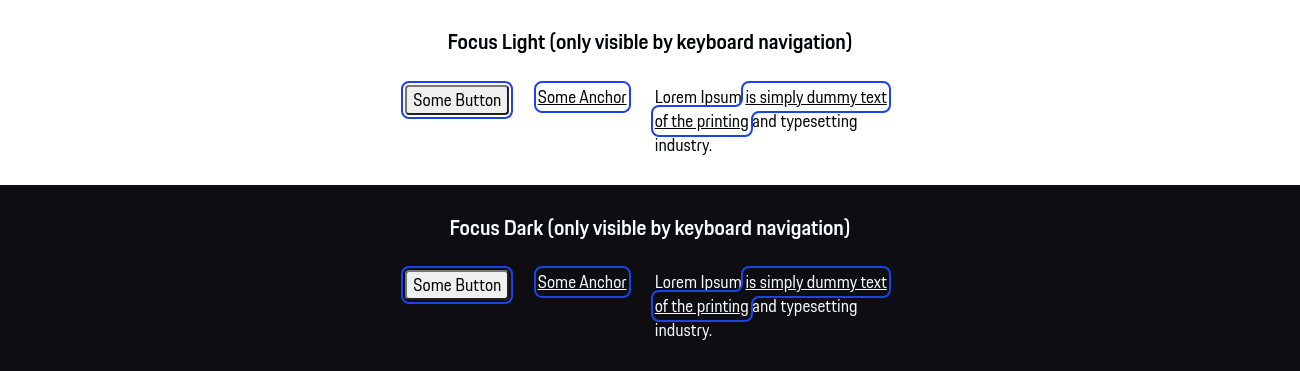 Focus Light (only visible by keyboard navigation)
Some Button
Some Anchor
Lorem Ipsum is simply dummy text
of the printing and typesetting
industry.
Focus Dark (only visible by keyboard navigation)
Some Button
Some Anchor
Lorem Ipsum is simply dummy text
of the printing and typesetting
industry.